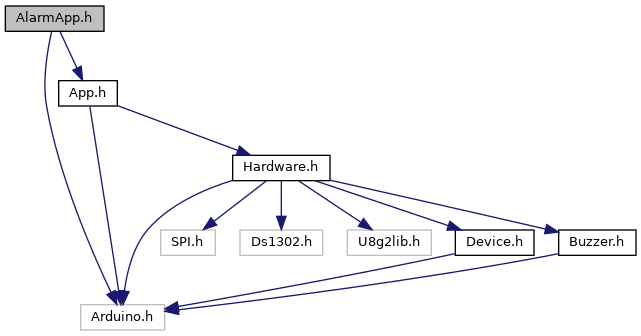 AlarmApp.h
App.h
Hardware.h
SPI.h
Ds1302.h
U8g2lib.h
Device.h
Buzzer.h
Arduino.h